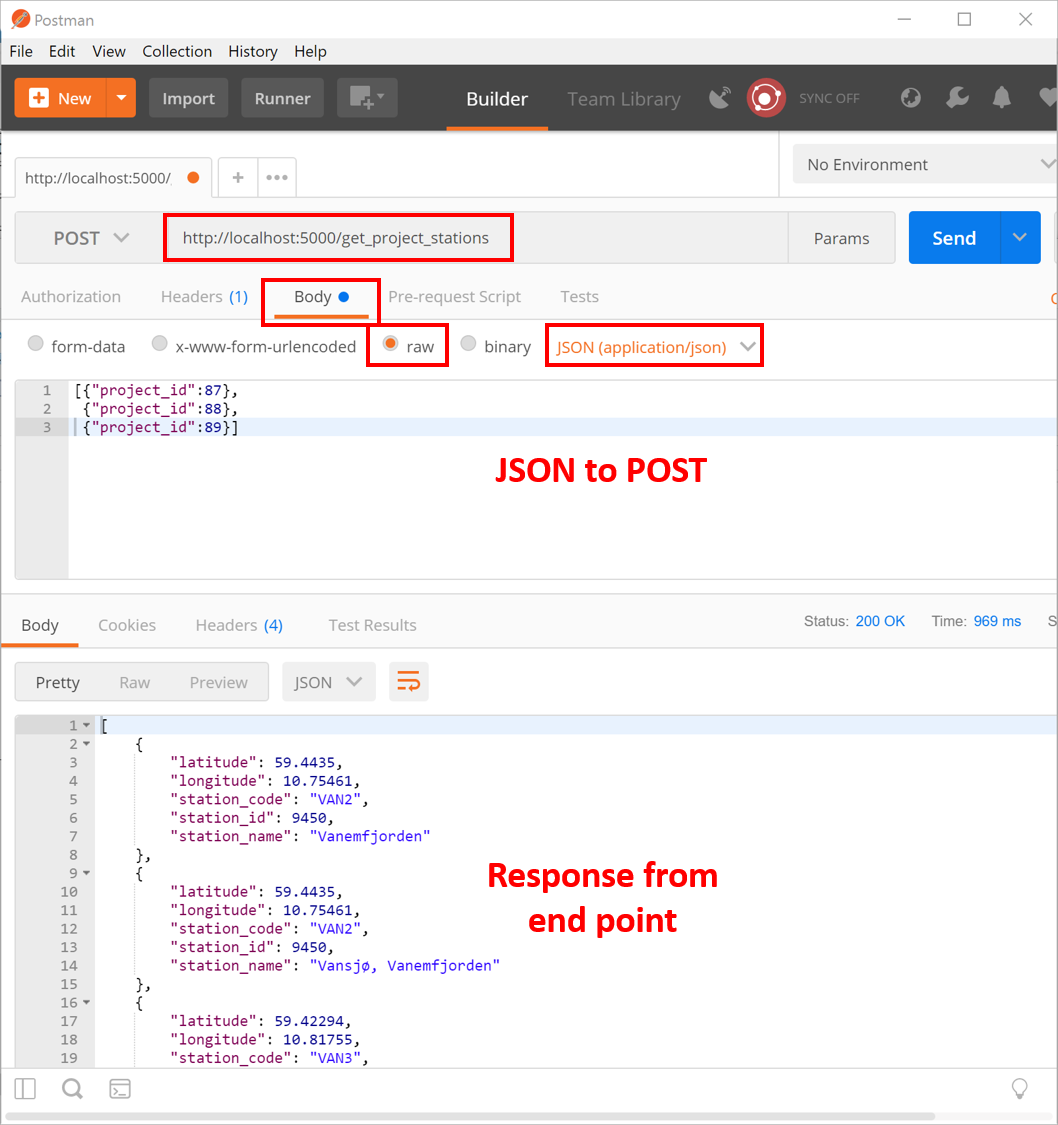 Postman
File Edit View Collection History Help
New Import Runner Builder Team Library SYNC OFF
http://localhost:5000/ + ••• No Environment
POST http://localhost:5000/get_project_stations Params Send
Authorization Headers (1) Body Pre-request Script Tests
form-data x-www-form-urlencoded raw binary JSON (application/json)
1 [{"project_id":87},
2 {"project_id":88},
3 {"project_id":89}]
JSON to POST
Body Cookies Headers (4) Test Results Status: 200 OK Time: 969 ms
Pretty Raw Preview JSON
1 [
2 {
3 "latitude": 59.4435,
4 "longitude": 10.75461,
5 "station_code": "VAN2",
6 "station_id": 9450,
7 "station_name": "Vanemfjorden"
8 },
9 {
10 "latitude": 59.4435,
11 "longitude": 10.75461,
12 "station_code": "VAN2",
13 "station_id": 9450,
14 "station_name": "Vansjø, Vanemfjorden"
15 },
16 {
17 "latitude": 59.42294,
18 "longitude": 10.81755,
19 "station_code": "VAN3",
Response from
end point